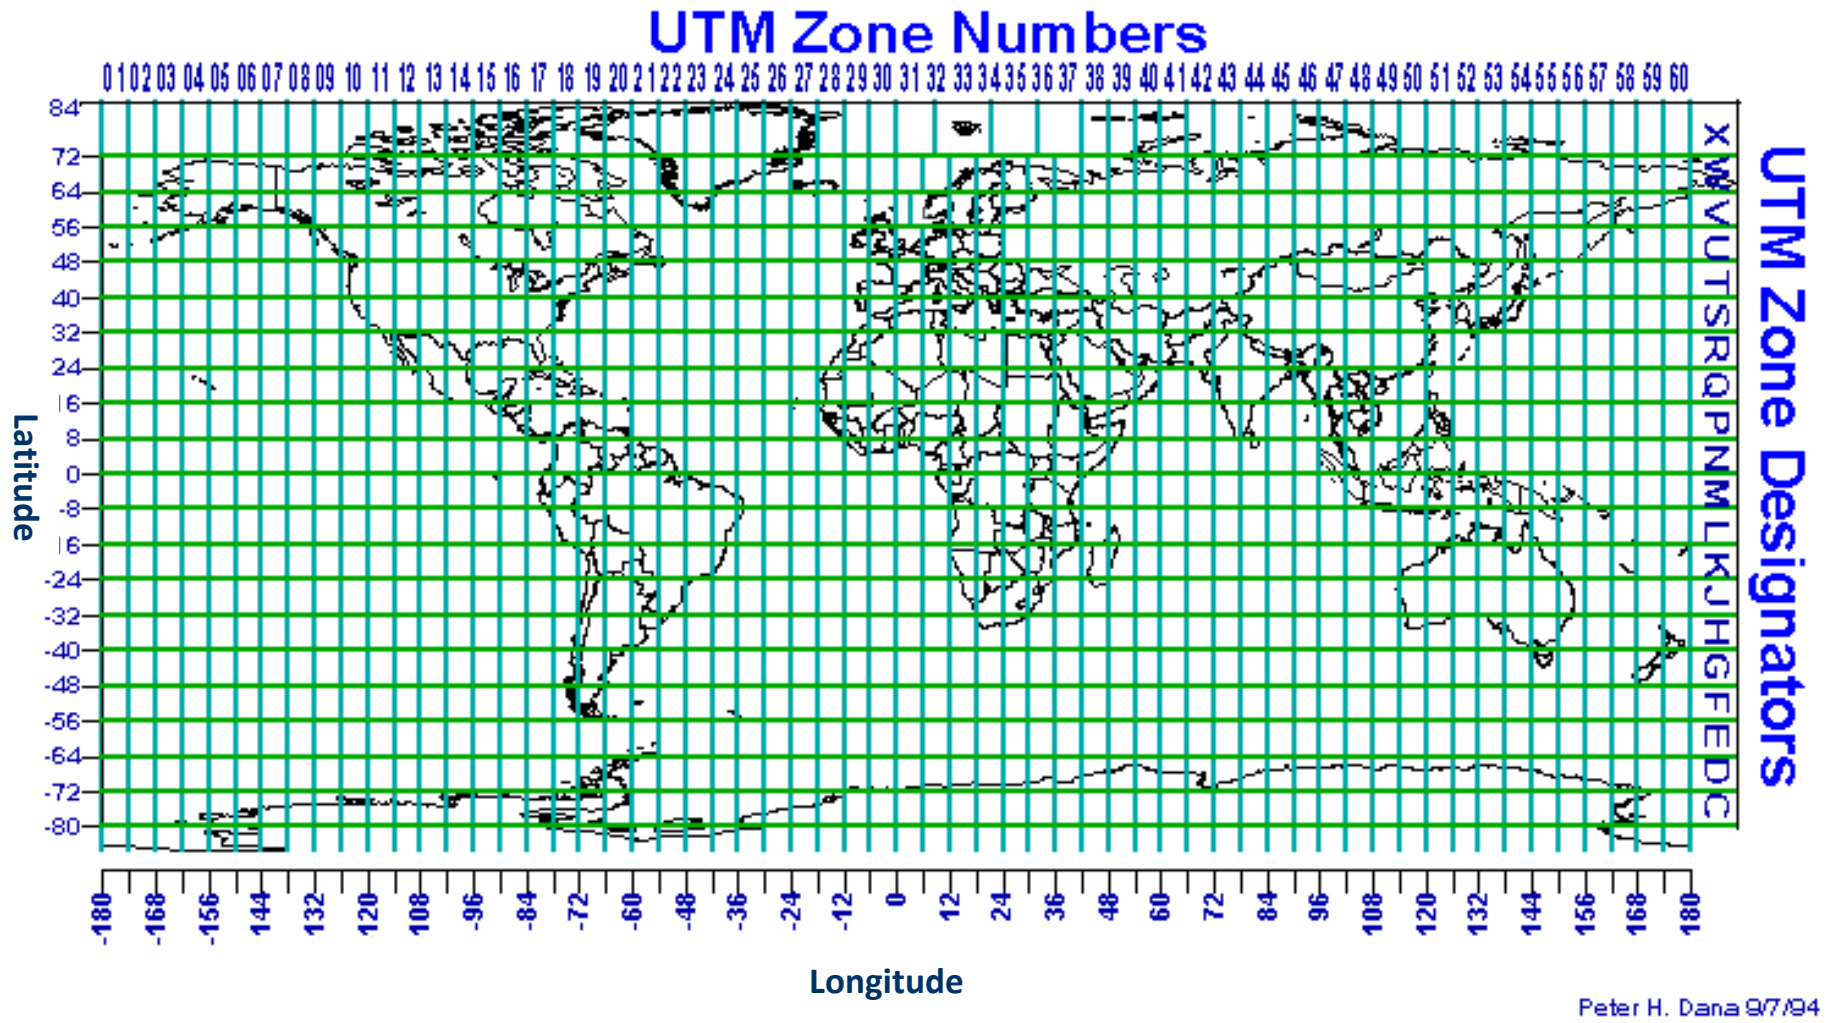 UTM Zone Numbers
01 02 03 04 05 06 07 08 09 10 11 12 13 14 15 16 17 18 19 20 21 22 23 24 25 26 27 28 29 30 31 32 33 34 35 36 37 38 39 40 41 42 43 44 45 46 47 48 49 50 51 52 53 54 55 56 57 58 59 60
84
72
64
56
48
40
32
24
16
8
0
-8
16
-24
-32
-40
-48
-56
-64
-72
-80
Latitude
X
W
V
U
T
S
R
Q
P
N
M
L
K
J
H
G
F
E
D
C
UTM Zone Designators
-180 -168 -156 -144 -132 -120 -108 -96 -84 -72 -60 -48 -36 -24 -12 0 12 24 36 48 60 72 84 96 108 120 132 144 156 168 180
Longitude
Peter H. Dana 9/7/94